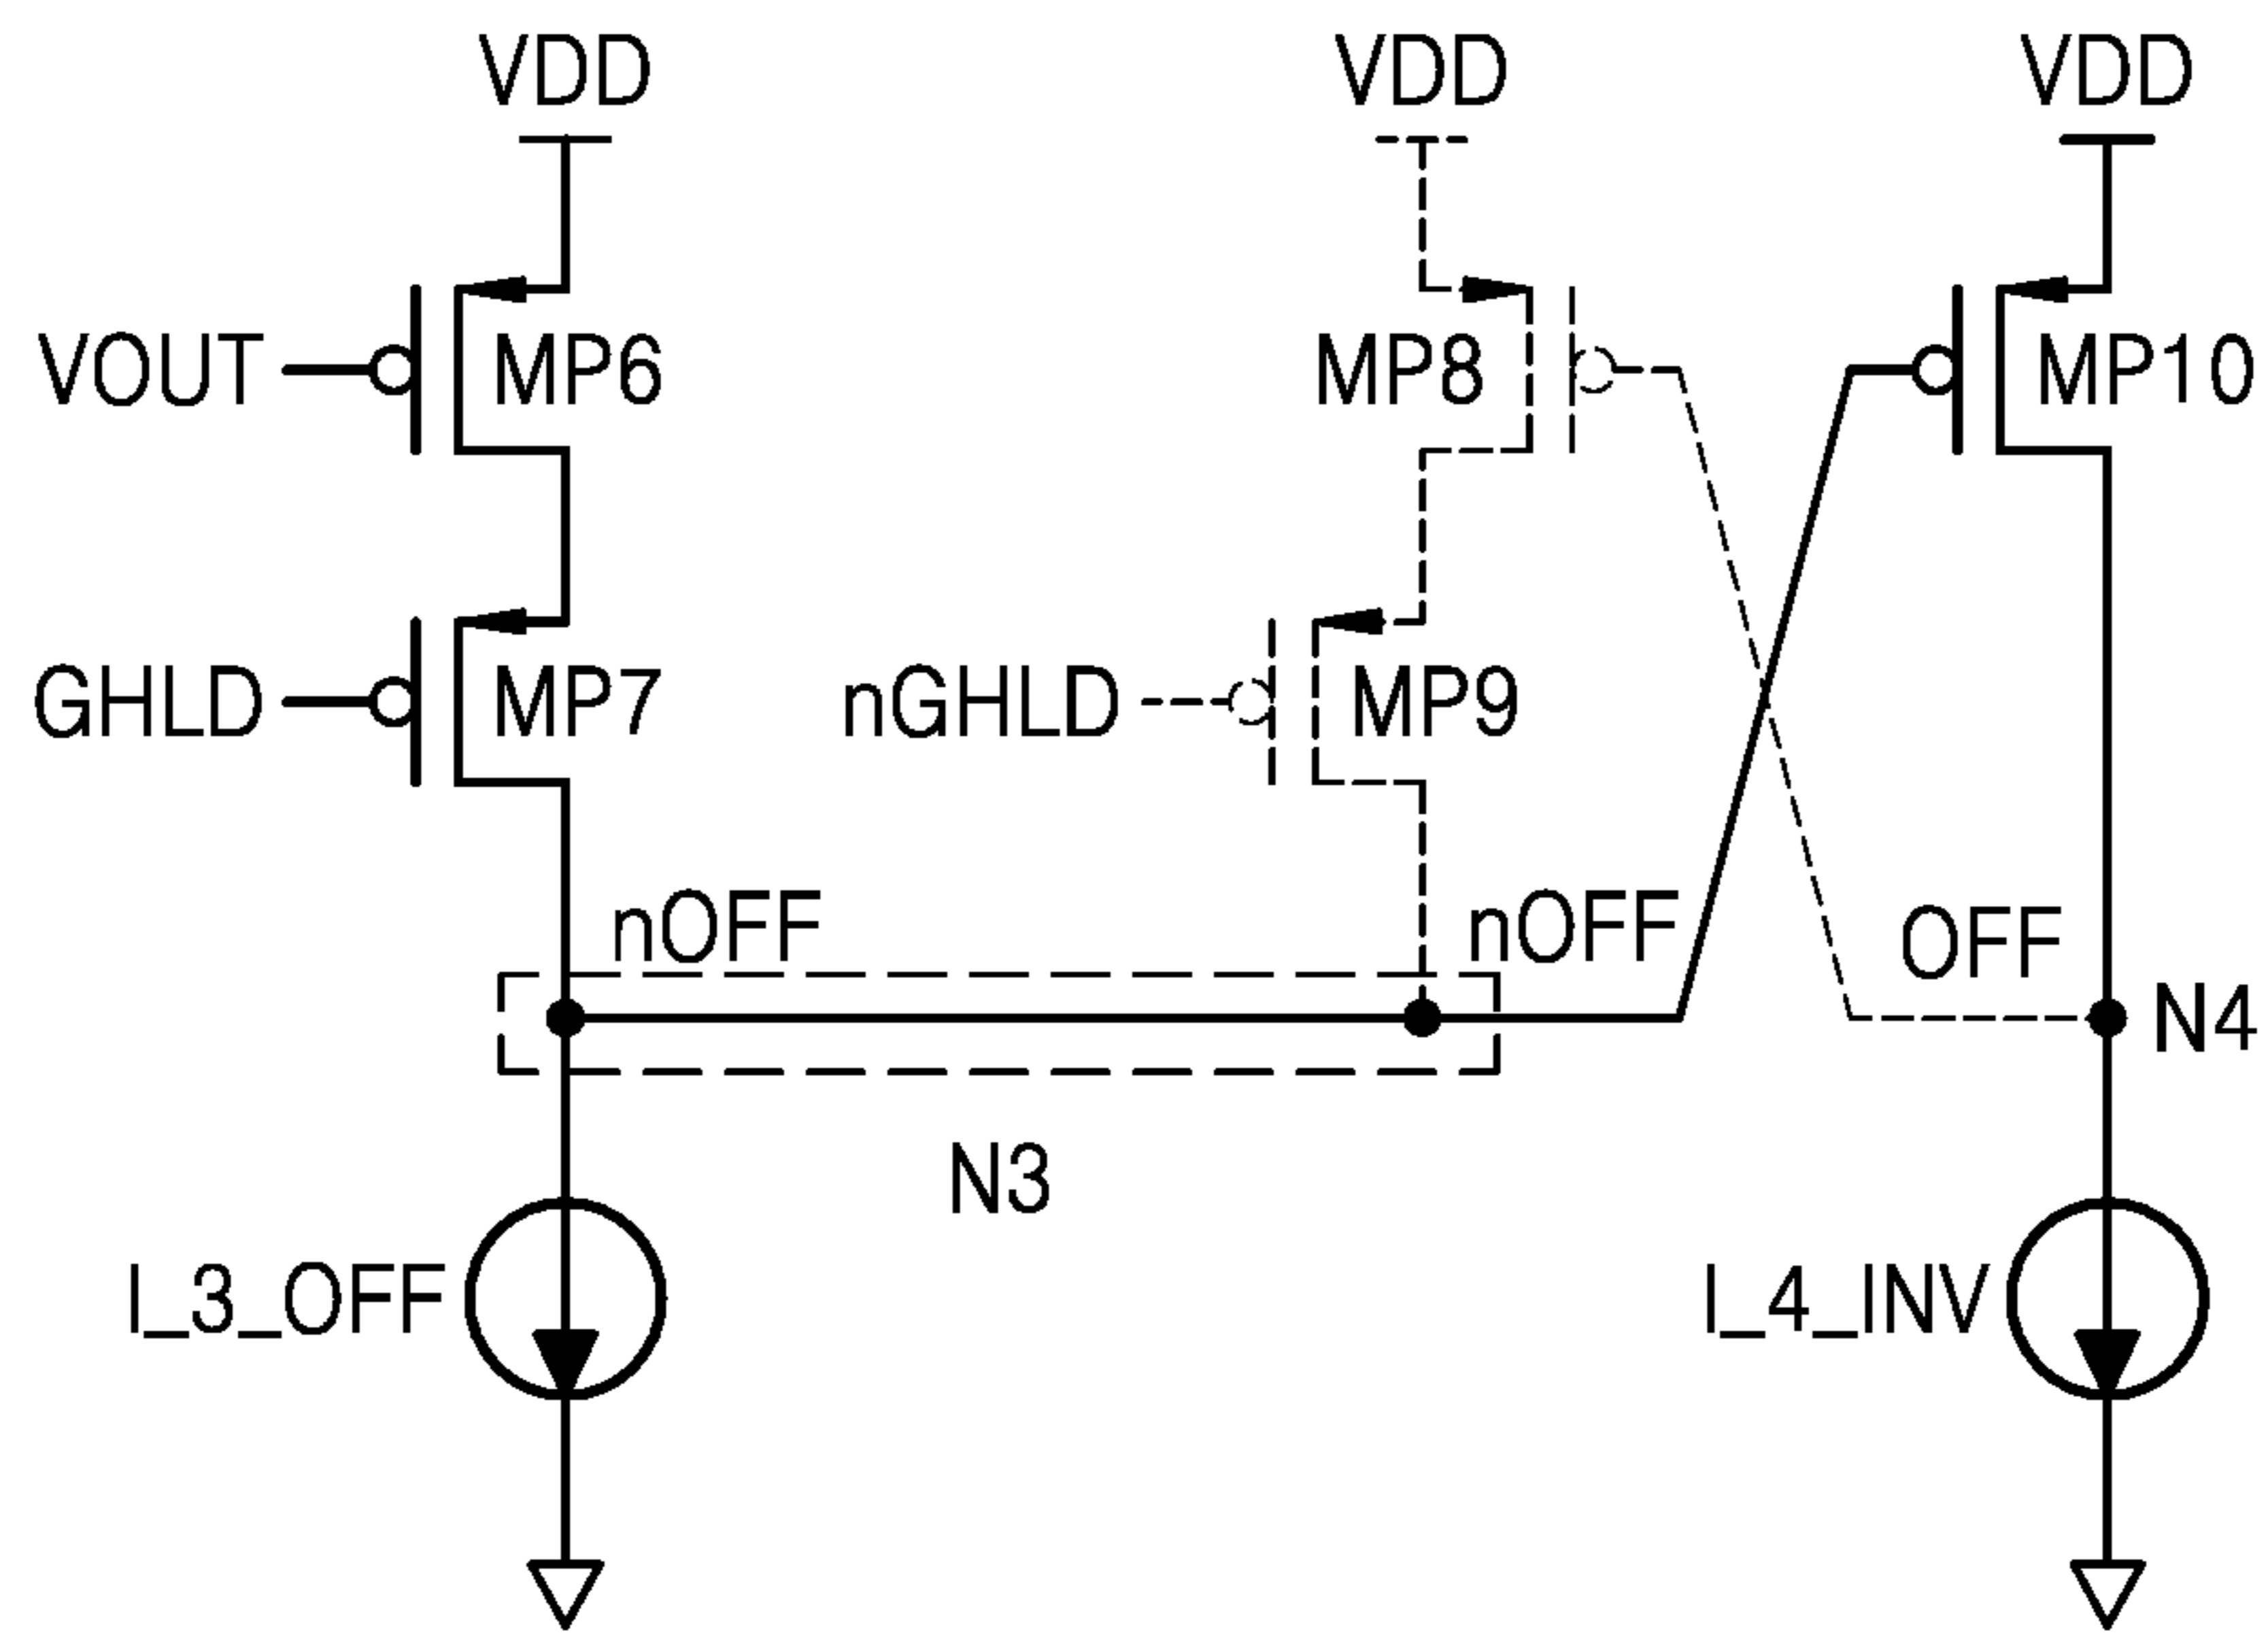 VDD VDD VDD
VOUT MP6 MP8 MP10
GHLD MP7 nGHLD MP9
nOFF nOFF OFF
N4
N3
I_3_OFF I_4_INV